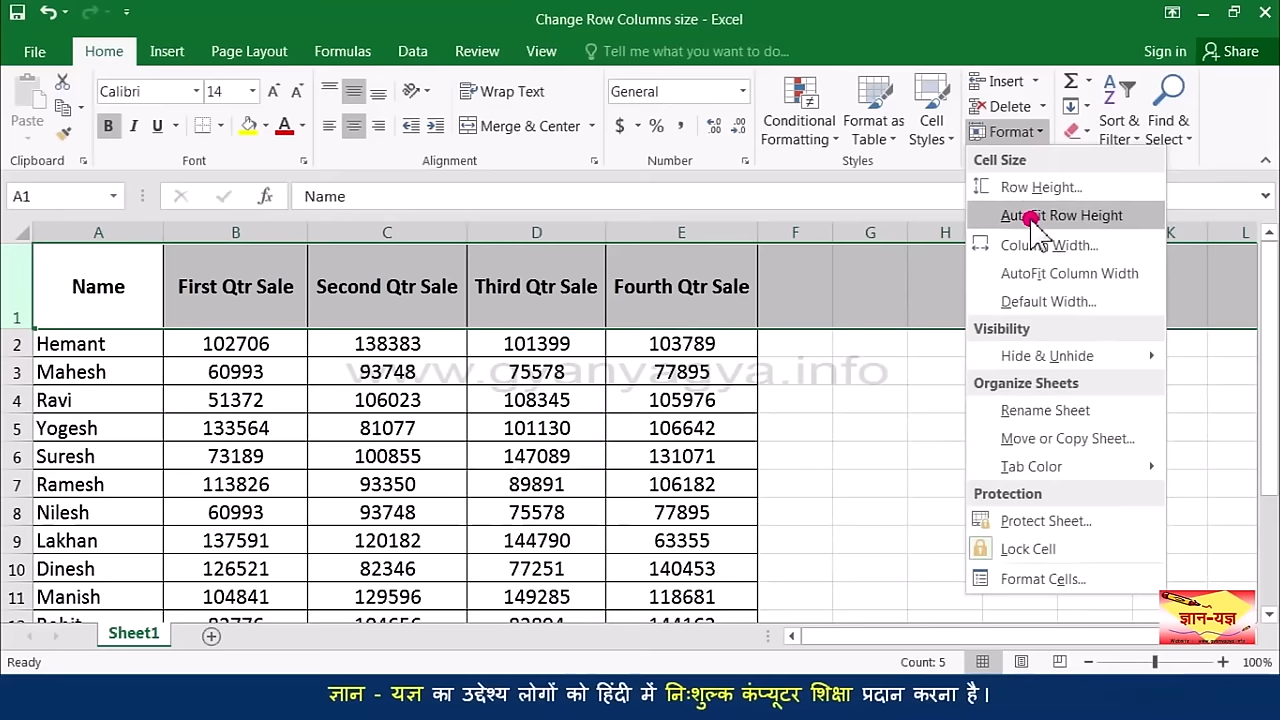 Change Row Columns size - Excel
File Home Insert Page Layout Formulas Data Review View Tell me what you want to do... Sign in Share
Paste
Clipboard
Calibri 14
B I U A
Font
Wrap Text
Merge & Center
Alignment
General
$ % ,
Number
Conditional Formatting
Format as Table
Cell Styles
Styles
Insert
Delete
Format
Sort & Filter
Find & Select
Cell Size
Row Height...
AutoFit Row Height
Column Width...
AutoFit Column Width
Default Width...
Visibility
Hide & Unhide
Organize Sheets
Rename Sheet
Move or Copy Sheet...
Tab Color
Protection
Protect Sheet...
Lock Cell
Format Cells...
A1 fx Name
A B C D E F G H K L
1 Name First Qtr Sale Second Qtr Sale Third Qtr Sale Fourth Qtr Sale
2 Hemant 102706 138383 101399 103789
3 Mahesh 60993 93748 75578 77895
4 Ravi 51372 106023 108345 105976
5 Yogesh 133564 81077 101130 106642
6 Suresh 73189 100855 147089 131071
7 Ramesh 113826 93350 89891 106182
8 Nilesh 60993 93748 75578 77895
9 Lakhan 137591 120182 144790 63355
10 Dinesh 126521 82346 77251 140453
11 Manish 104841 129596 149285 118681
www.gyanyagya.info
ज्ञान-यज्ञ
Sheet1
Ready Count: 5 100%
ज्ञान - यज्ञ का उद्देश्य लोगों को हिंदी में निःशुल्क कंप्यूटर शिक्षा प्रदान करना है।